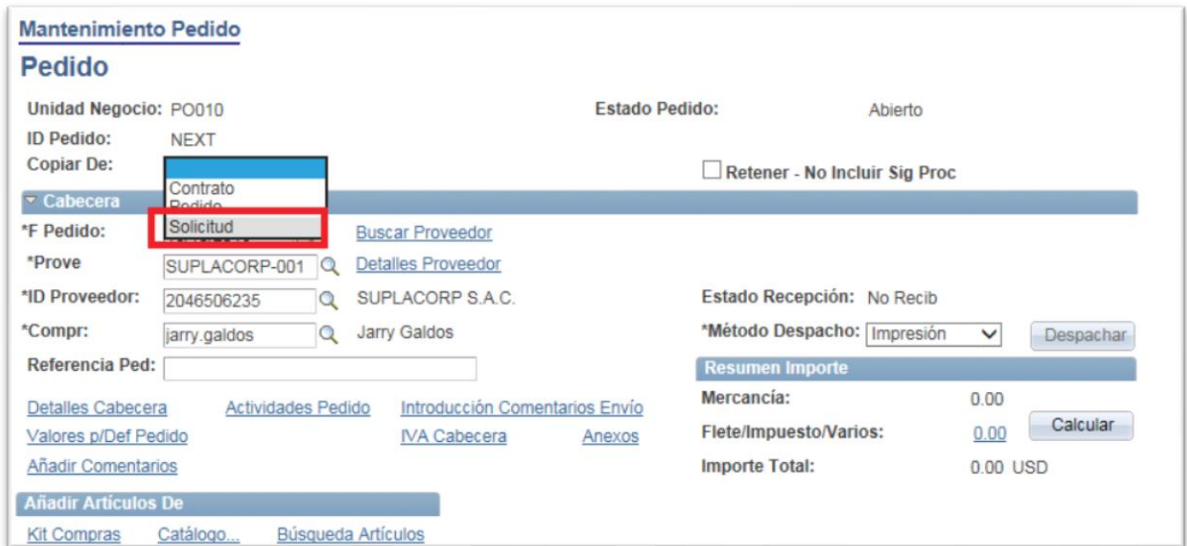 Mantenimiento Pedido
Pedido
Unidad Negocio: PO010 Estado Pedido: Abierto
ID Pedido: NEXT
Copiar De:
Retener - No Incluir Sig Proc
Contrato
Pedido
Solicitud
Cabecera
*F Pedido: Buscar Proveedor
*Prove SUPLACORP-001 Detalles Proveedor
*ID Proveedor: 2046506235 SUPLACORP S.A.C. Estado Recepción: No Recib
*Compr: jarry.galdos Jarry Galdos *Método Despacho: Impresión Despachar
Referencia Ped: Resumen Importe
Detalles Cabecera Actividades Pedido Introducción Comentarios Envío Mercancía: 0.00
Valores p/Def Pedido IVA Cabecera Anexos Flete/Impuesto/Varios: 0.00 Calcular
Añadir Comentarios Importe Total: 0.00 USD
Añadir Artículos De
Kit Compras Catálogo... Búsqueda Artículos